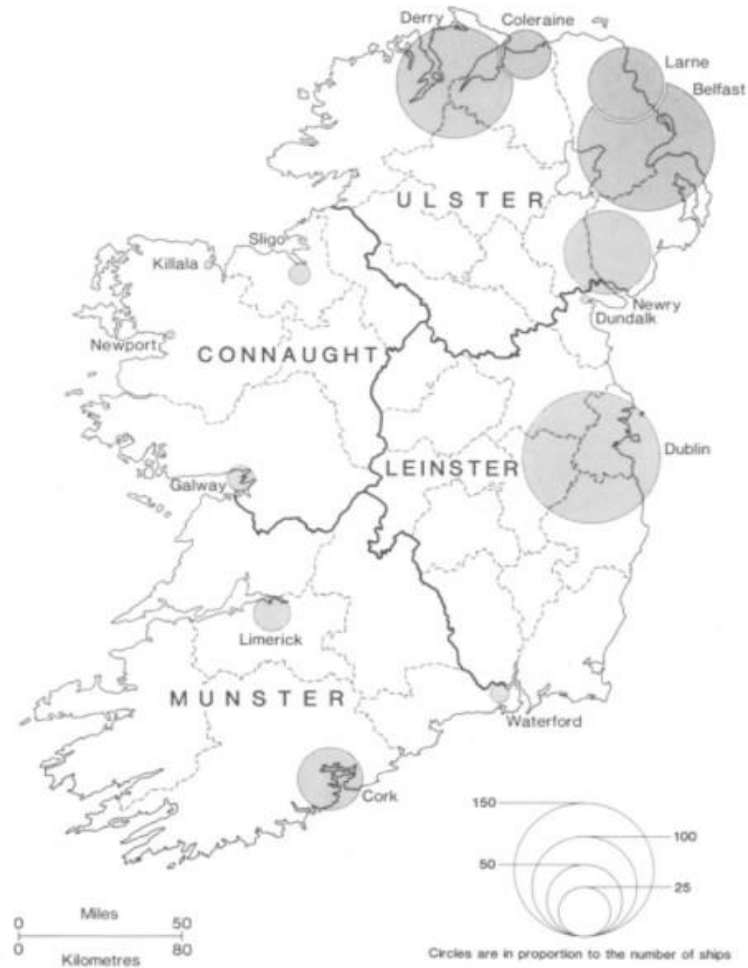 Derry
Coleraine
Larne
Belfast
ULSTER
Sligo
Killala
Newry
Dundalk
Newport
CONNAUGHT
Dublin
LEINSTER
Galway
Limerick
MUNSTER
Waterford
Cork
150
100
50
25
Miles
0 50
0 80
Kilometres
Circles are in proportion to the number of ships